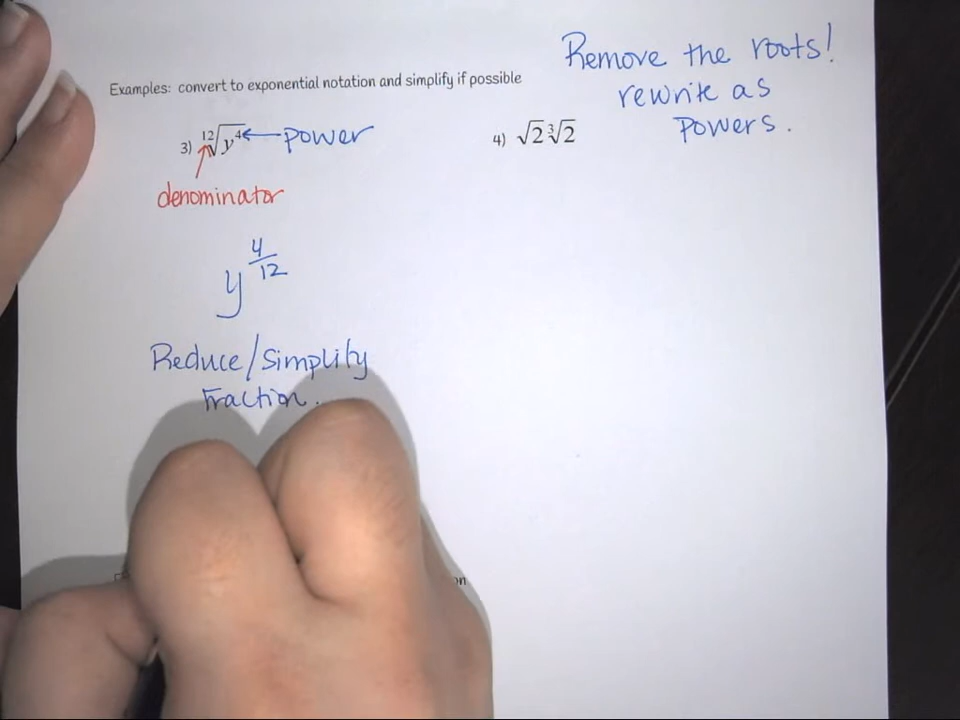 Remove the roots!
Examples: convert to exponential notation and simplify if possible
rewrite as
powers.
3) ¹²√y⁴ ← power
4) √2 ³√2
denominator
y^(4/12)
Reduce/Simplify
Fraction.